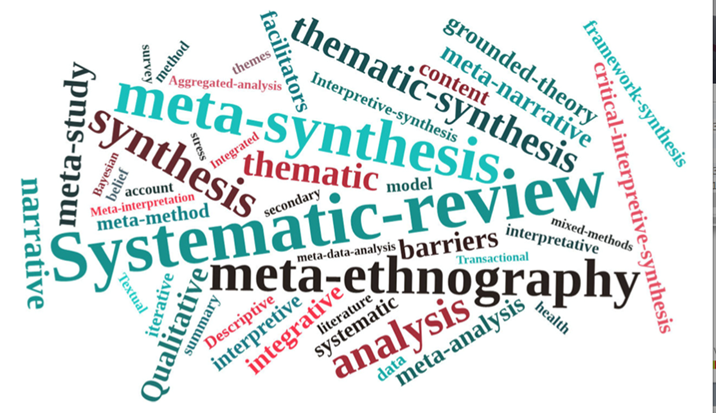 facilitators
survey
method
themes
Aggregated-analysis
thematic-synthesis
grounded-theory
meta-narrative
content
Interpretive-synthesis
framework-synthesis
critical-interpretive-synthesis
meta-study
meta-synthesis
synthesis
stress
Integrated
thematic
Bayesian
belief
account
model
secondary
Meta-interpretation
meta-method
narrative
Systematic-review
mixed-methods
interpretative
meta-data-analysis
barriers
Transactional
meta-ethnography
Textual
iterative
Qualitative
summary
Descriptive
interpretive
integrative
literature
systematic
analysis
data
meta-analysis
health